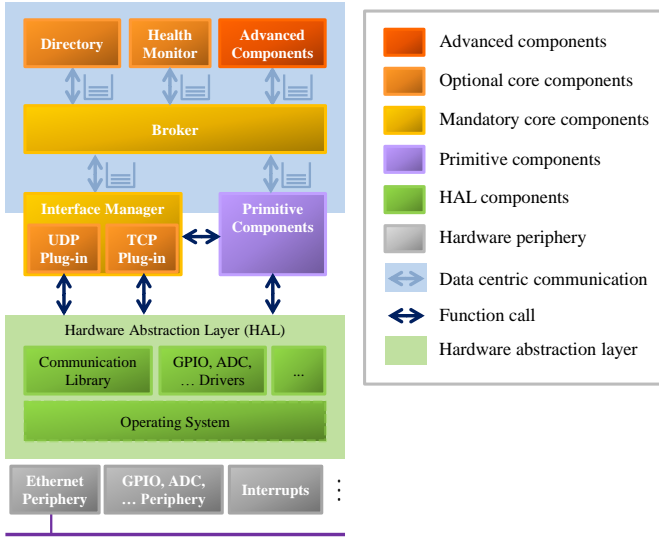 Directory
Health
Monitor
Advanced
Components
Broker
Interface Manager
UDP
Plug-in
TCP
Plug-in
Primitive
Components
Hardware Abstraction Layer (HAL)
Communication
Library
GPIO, ADC,
… Drivers
...
Operating System
Ethernet
Periphery
GPIO, ADC,
… Periphery
Interrupts
Advanced components
Optional core components
Mandatory core components
Primitive components
HAL components
Hardware periphery
Data centric communication
Function call
Hardware abstraction layer